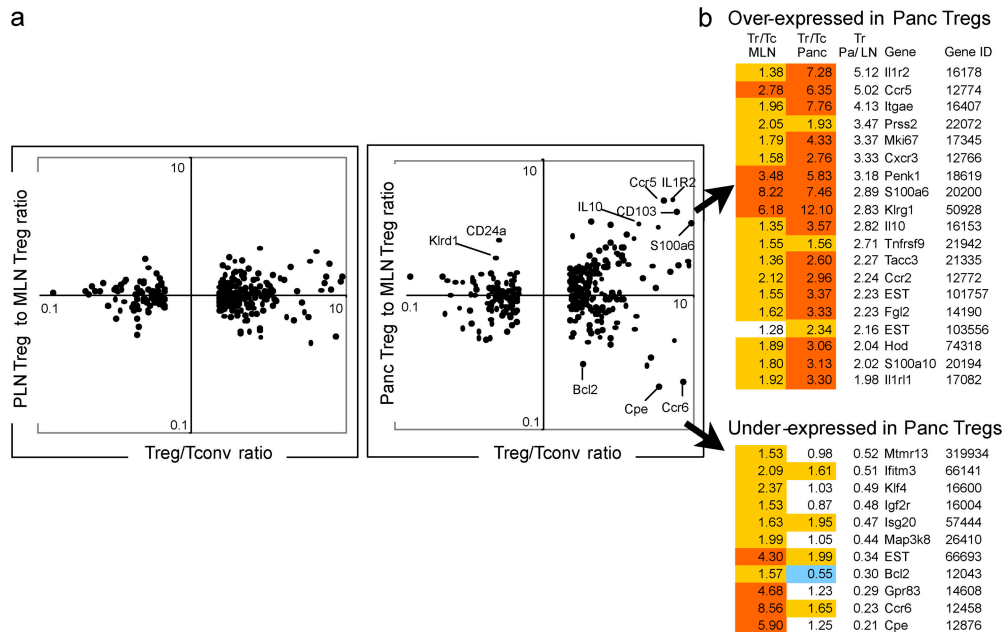 a
PLN Treg to MLN Treg ratio
10
0.1
10
0.1
Treg/Tconv ratio
Panc Treg to MLN Treg ratio
10
Ccr5 IL1R2
IL10 CD103
S100a6
CD24a
Klrd1
0.1
10
Bcl2
Cpe
Ccr6
0.1
Treg/Tconv ratio
b
Over-expressed in Panc Tregs
Tr/Tc Tr/Tc Tr
MLN Panc Pa/LN Gene Gene ID
1.38 7.28 5.12 Il1r2 16178
2.78 6.35 5.02 Ccr5 12774
1.96 7.76 4.13 Itgae 16407
2.05 1.93 3.47 Prss2 22072
1.79 4.33 3.37 Mki67 17345
1.58 2.76 3.33 Cxcr3 12766
3.48 5.83 3.18 Penk1 18619
8.22 7.46 2.89 S100a6 20200
6.18 12.10 2.83 Klrg1 50928
1.35 3.57 2.82 Il10 16153
1.55 1.56 2.71 Tnfrsf9 21942
1.36 2.60 2.27 Tacc3 21335
2.12 2.96 2.24 Ccr2 12772
1.55 3.37 2.23 EST 101757
1.62 3.33 2.23 Fgl2 14190
1.28 2.34 2.16 EST 103556
1.89 3.06 2.04 Hod 74318
1.80 3.13 2.02 S100a10 20194
1.92 3.30 1.98 Il1rl1 17082
Under-expressed in Panc Tregs
1.53 0.98 0.52 Mtmr13 319934
2.09 1.61 0.51 Ifitm3 66141
2.37 1.03 0.49 Klf4 16600
1.53 0.87 0.48 Igf2r 16004
1.63 1.95 0.47 Isg20 57444
1.99 1.05 0.44 Map3k8 26410
4.30 1.99 0.34 EST 66693
1.57 0.55 0.30 Bcl2 12043
4.68 1.23 0.29 Gpr83 14608
8.56 1.65 0.23 Ccr6 12458
5.90 1.25 0.21 Cpe 12876